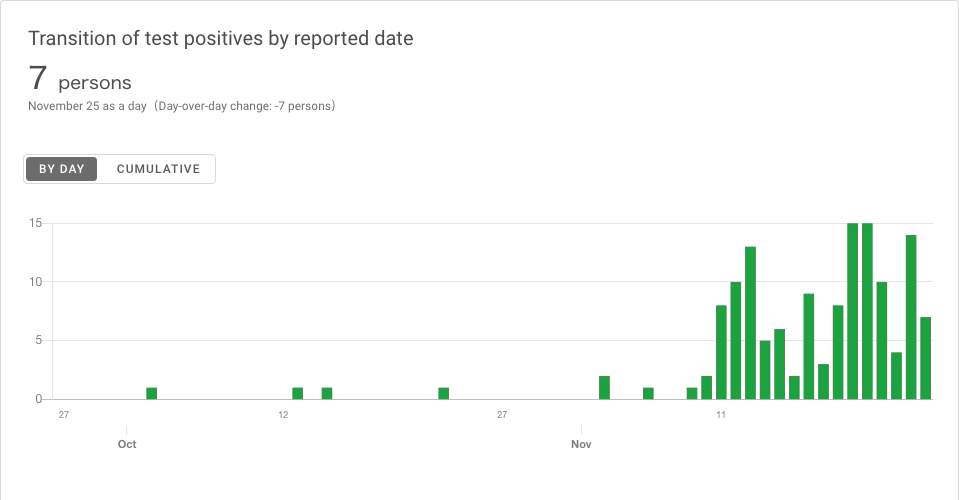 Transition of test positives by reported date
7 persons
November 25 as a day（Day-over-day change: -7 persons）
BY DAY CUMULATIVE
15
10
5
0
27 12 27 11
Oct Nov